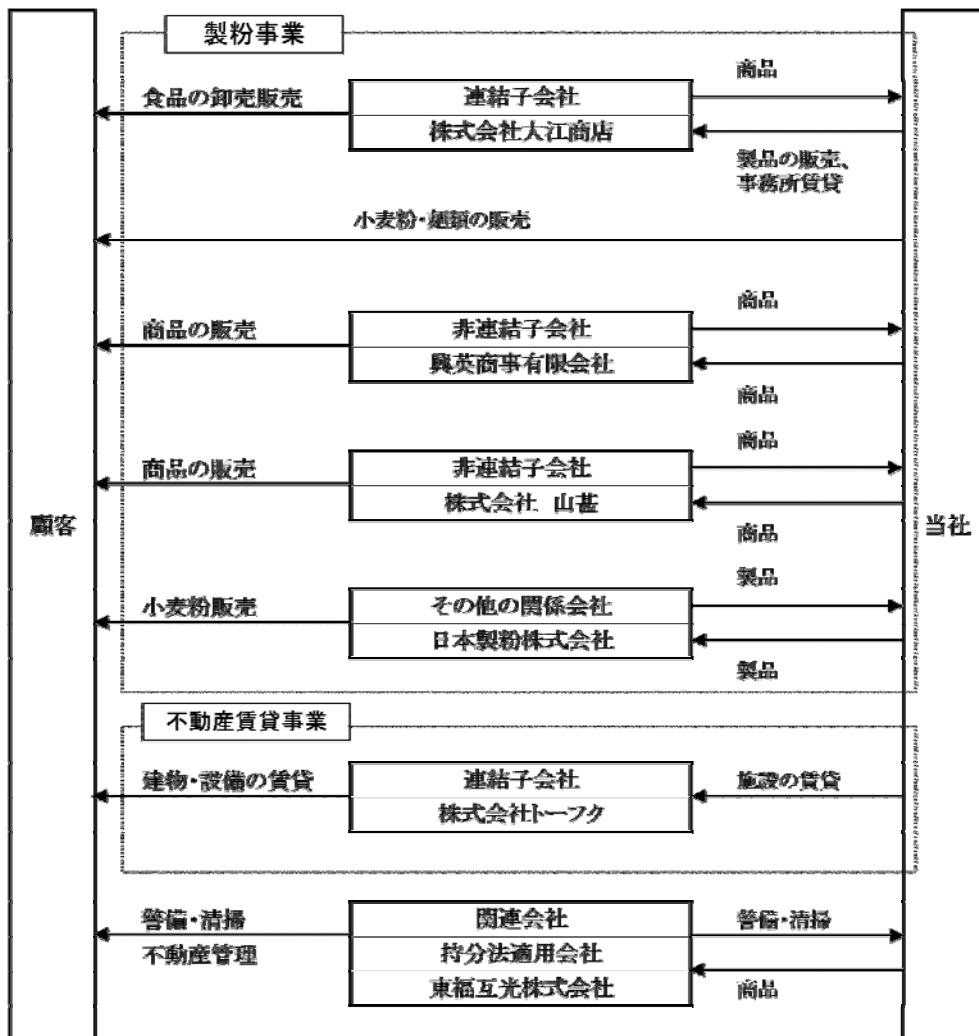 製粉事業
商品
食品の卸売販売
連結子会社
株式会社大江商店
製品の販売、
事務所賃貸
小麦粉・麺類の販売
商品
商品の販売
非連結子会社
興英商事有限会社
商品
商品
商品の販売
非連結子会社
株式会社 山甚
顧客
当社
商品
製品
小麦粉販売
その他の関係会社
日本製粉株式会社
製品
不動産賃貸事業
建物・設備の賃貸
連結子会社
施設の賃貸
株式会社トーフク
警備・清掃
関連会社
警備・清掃
不動産管理
持分法適用会社
東福互光株式会社
商品